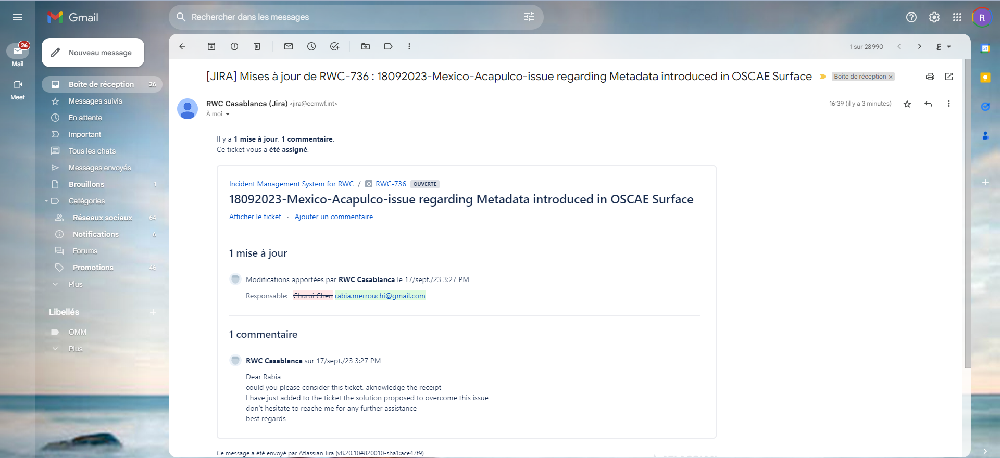 Gmail
Rechercher dans les messages
R
26
Mail
Meet
Nouveau message
Boîte de réception 26
Messages suivis
En attente
Important
Tous les chats
Messages envoyés
Brouillons 1
Catégories
Réseaux sociaux 64
Notifications 6
Forums
Promotions 46
Plus
Libellés
OMM
Plus
1 sur 28 990
31
[JIRA] Mises à jour de RWC-736 : 18092023-Mexico-Acapulco-issue regarding Metadata introduced in OSCAE Surface
Boîte de réception ×
RWC Casablanca (Jira) <jira@ecmwf.int>
16:39 (il y a 3 minutes)
À moi
Il y a 1 mise à jour, 1 commentaire.
Ce ticket vous a été assigné.
Incident Management System for RWC / RWC-736 OUVERTE
18092023-Mexico-Acapulco-issue regarding Metadata introduced in OSCAE Surface
Afficher le ticket · Ajouter un commentaire
1 mise à jour
Modifications apportées par RWC Casablanca le 17/sept./23 3:27 PM
Responsable: Churui Chen rabia.merrouchi@gmail.com
1 commentaire
RWC Casablanca sur 17/sept./23 3:27 PM
Dear Rabia
could you please consider this ticket, aknowledge the receipt
I have just added to the ticket the solution proposed to overcome this issue
don't hesitate to reache me for any further assistance
best regards
Ce message a été envoyé par Atlassian Jira (v8.20.10#820010-sha1:ace47f9)
ATLASSIAN